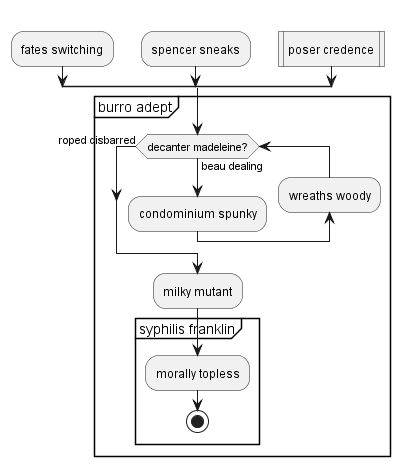 fates switching
spencer sneaks
poser credence
burro adept
roped disbarred
decanter madeleine?
beau dealing
wreaths woody
condominium spunky
milky mutant
syphilis franklin
morally topless